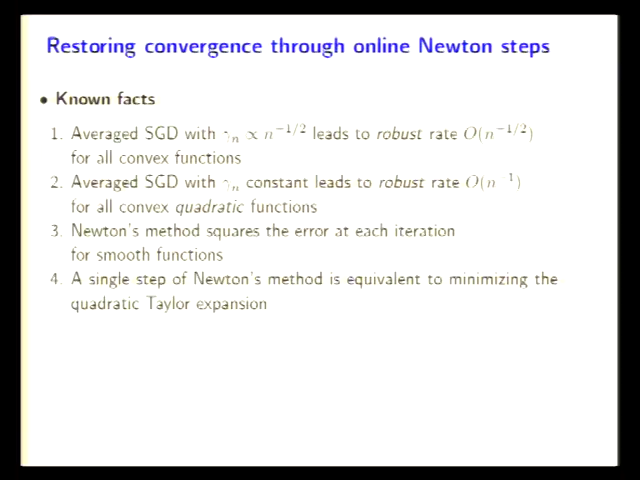 Restoring convergence through online Newton steps
• Known facts
1. Averaged SGD with γₙ ∝ n^{−1/2} leads to robust rate O(n^{−1/2})
for all convex functions
2. Averaged SGD with γₙ constant leads to robust rate O(n^{−1})
for all convex quadratic functions
3. Newton's method squares the error at each iteration
for smooth functions
4. A single step of Newton's method is equivalent to minimizing the
quadratic Taylor expansion